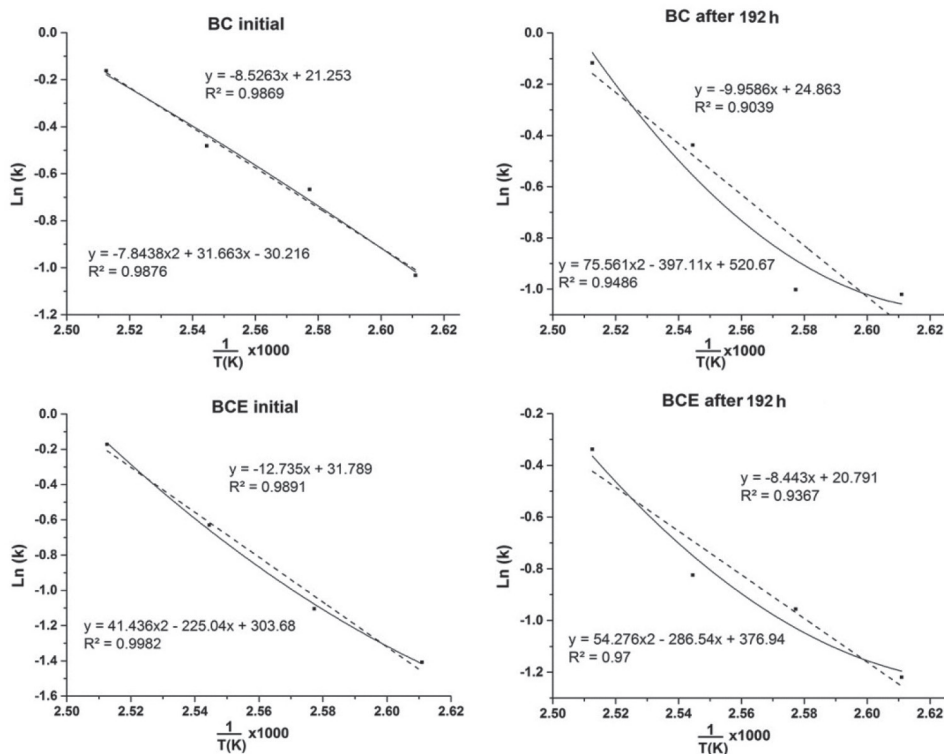 BC initial
0.0
-0.2
-0.4
-0.6
-0.8
-1.0
-1.2
Ln (k)
y = -8.5263x + 21.253
R² = 0.9869
y = -7.8438x2 + 31.663x - 30.216
R² = 0.9876
2.50 2.52 2.54 2.56 2.58 2.60 2.62
1
T(K) x1000
BC after 192 h
0.0
-0.2
-0.4
-0.6
-0.8
-1.0
Ln (k)
y = -9.9586x + 24.863
R² = 0.9039
y = 75.561x2 - 397.11x + 520.67
R² = 0.9486
2.50 2.52 2.54 2.56 2.58 2.60 2.62
1
T(K) x1000
BCE initial
0.0
-0.2
-0.4
-0.6
-0.8
-1.0
-1.2
-1.4
-1.6
Ln (k)
y = -12.735x + 31.789
R² = 0.9891
y = 41.436x2 - 225.04x + 303.68
R² = 0.9982
2.50 2.52 2.54 2.56 2.58 2.60 2.62
1
T(K) x1000
BCE after 192 h
-0.2
-0.4
-0.6
-0.8
-1.0
-1.2
Ln (k)
y = -8.443x + 20.791
R² = 0.9367
y = 54.276x2 - 286.54x + 376.94
R² = 0.97
2.50 2.52 2.54 2.56 2.58 2.60 2.62
1
T(K) x1000